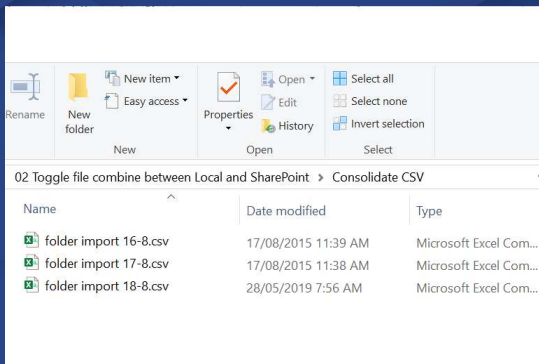 New item
Open
Select all
Easy access
Edit
Select none
Rename
New folder
Properties
History
Invert selection
New
Open
Select
02 Toggle file combine between Local and SharePoint > Consolidate CSV
Name Date modified Type
folder import 16-8.csv 17/08/2015 11:39 AM Microsoft Excel Com...
folder import 17-8.csv 17/08/2015 11:38 AM Microsoft Excel Com...
folder import 18-8.csv 28/05/2019 7:56 AM Microsoft Excel Com...